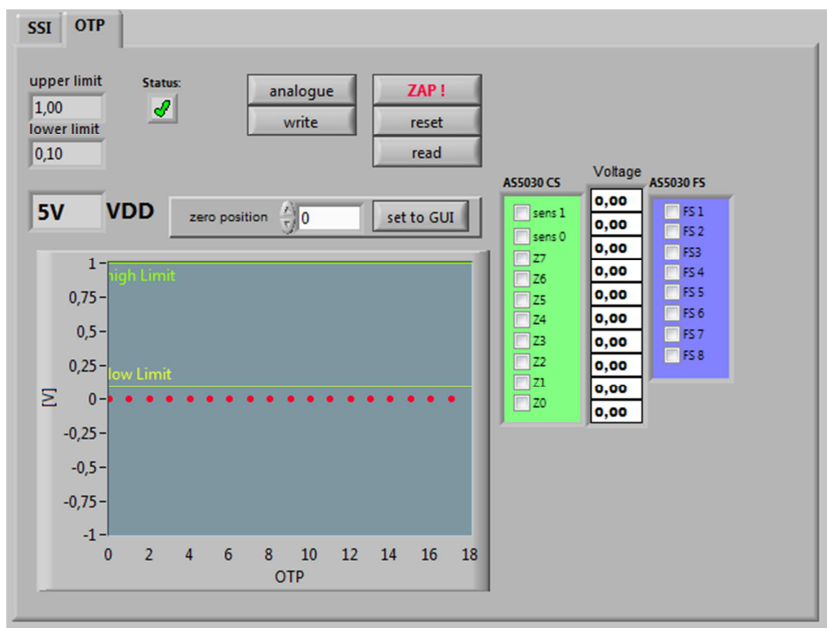 SSI OTP
upper limit
1,00
lower limit
0,10
Status:
analogue
write
ZAP !
reset
read
5V VDD
zero position 0 set to GUI
1
0,75
0,5
0,25
0
-0,25
-0,5
-0,75
-1
[V]
high Limit
low Limit
0 2 4 6 8 10 12 14 16 18
OTP
AS5030 CS
sens 1
sens 0
Z7
Z6
Z5
Z4
Z3
Z2
Z1
Z0
Voltage
0,00
0,00
0,00
0,00
0,00
0,00
0,00
0,00
0,00
0,00
AS5030 FS
FS 1
FS 2
FS3
FS 4
FS 5
FS 6
FS 7
FS 8